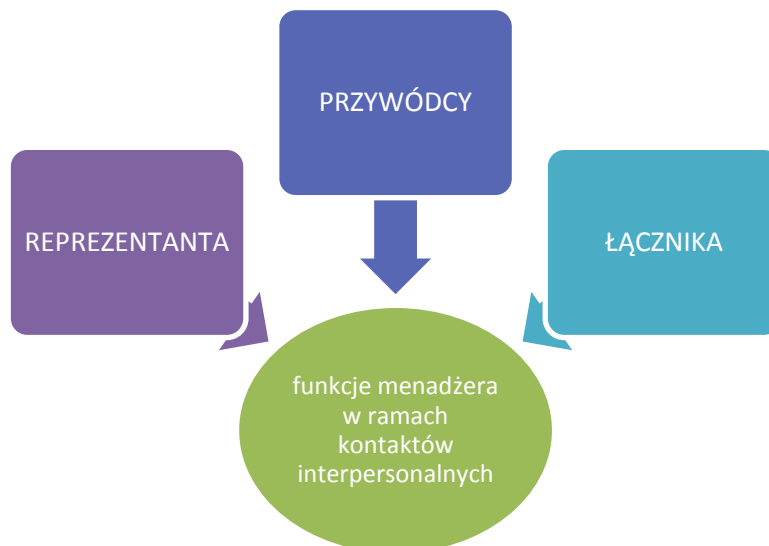 PRZYWÓDCY
REPREZENTANTA
ŁĄCZNIKA
funkcje menadżera
w ramach
kontaktów
interpersonalnych